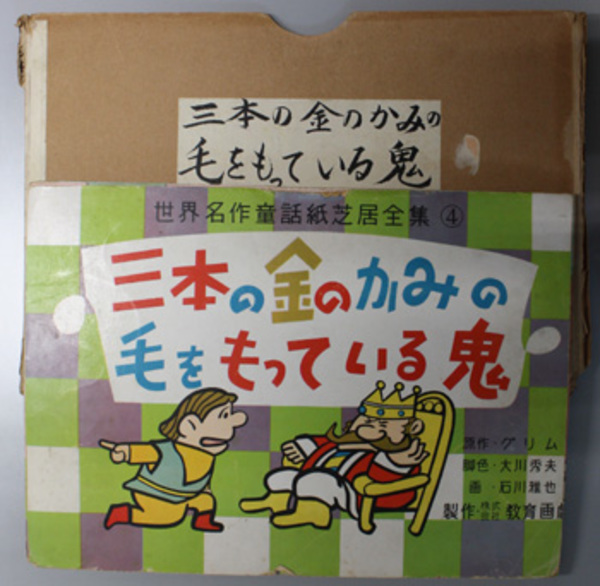 三本の金のかみの
毛をもっている鬼
世界名作童話紙芝居全集④
三本の金のかみの
毛をもっている鬼
原作・グリム
脚色・大川秀夫
画・石川雅也
製作・株式会社教育画劇